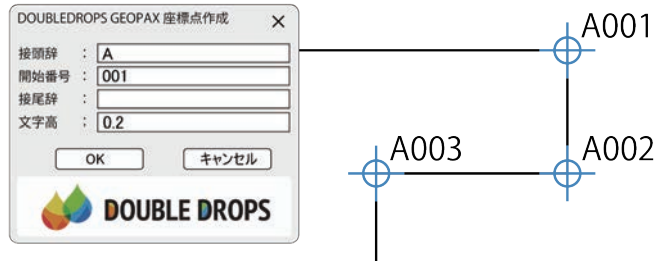 DOUBLEDROPS GEOPAX 座標点作成
接頭辞 : A
開始番号 : 001
接尾辞 :
文字高 : 0.2
OK キャンセル
DOUBLE DROPS
A001
A003
A002